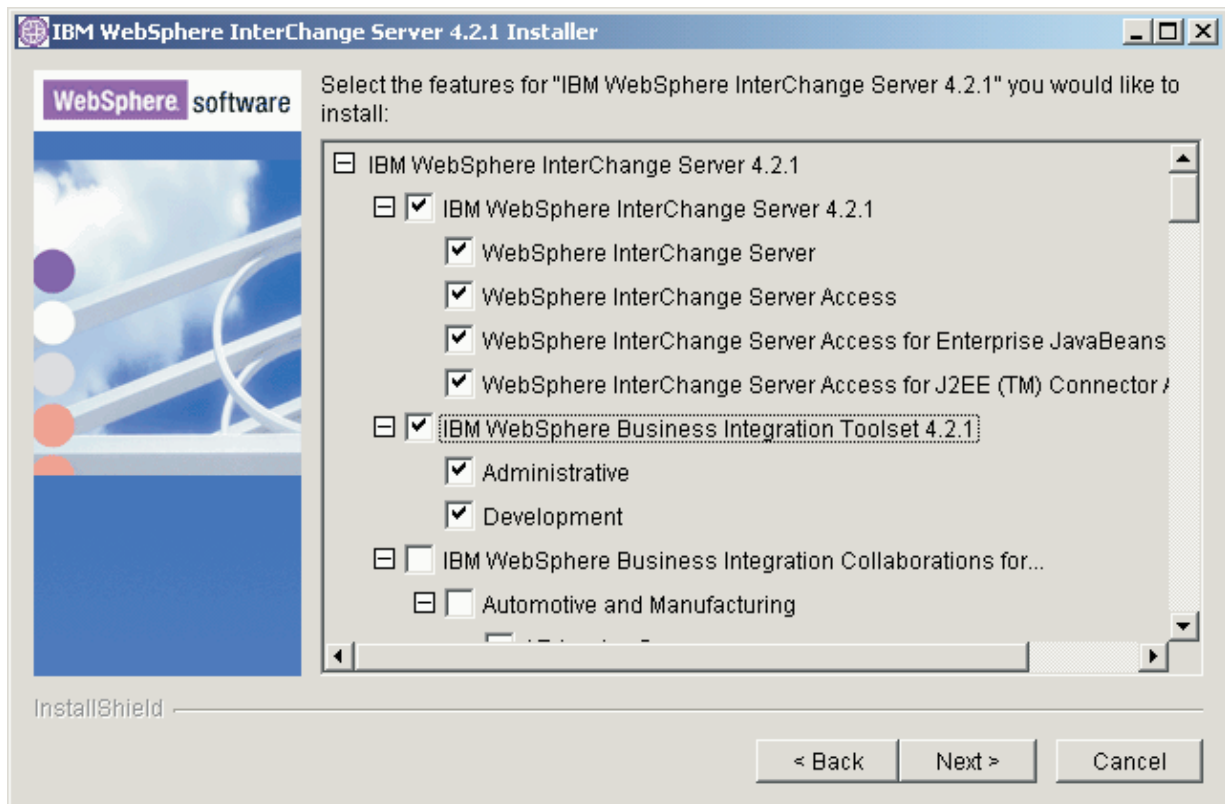 IBM WebSphere InterChange Server 4.2.1 Installer
WebSphere software
Select the features for "IBM WebSphere InterChange Server 4.2.1" you would like to
install:
IBM WebSphere InterChange Server 4.2.1
IBM WebSphere InterChange Server 4.2.1
WebSphere InterChange Server
WebSphere InterChange Server Access
WebSphere InterChange Server Access for Enterprise JavaBeans
WebSphere InterChange Server Access for J2EE (TM) Connector
IBM WebSphere Business Integration Toolset 4.2.1
Administrative
Development
IBM WebSphere Business Integration Collaborations for...
Automotive and Manufacturing
InstallShield
< Back
Next >
Cancel